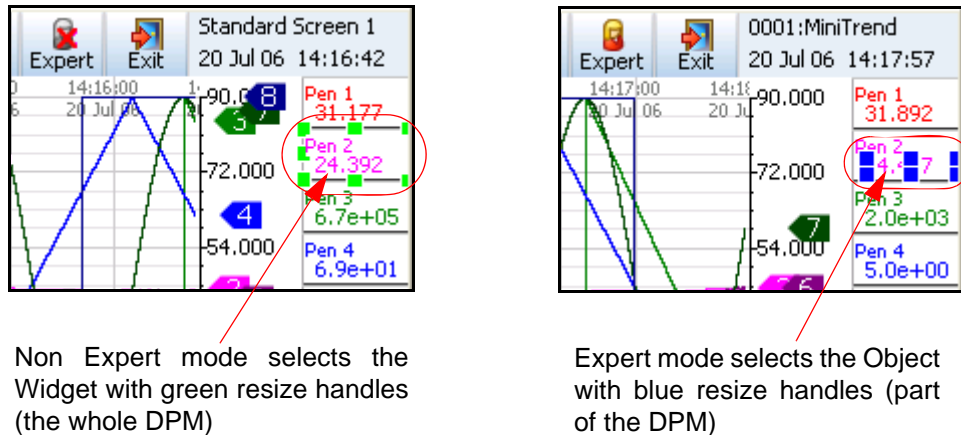 Expert Exit Standard Screen 1
20 Jul 06 14:16:42
14:16:00
20 Jul 06
8
3
4
72.000
54.000
Pen 1
31.177
Pen 2
24.392
Pen 3
6.7e+05
Pen 4
6.9e+01
Non Expert mode selects the
Widget with green resize handles
(the whole DPM)
Expert Exit 0001:MiniTrend
20 Jul 06 14:17:57
14:17:00
20 Jul 06
90.000
72.000
7
54.000
6
Pen 1
31.892
Pen 2
Pen 3
2.0e+03
Pen 4
5.0e+00
Expert mode selects the Object
with blue resize handles (part
of the DPM)